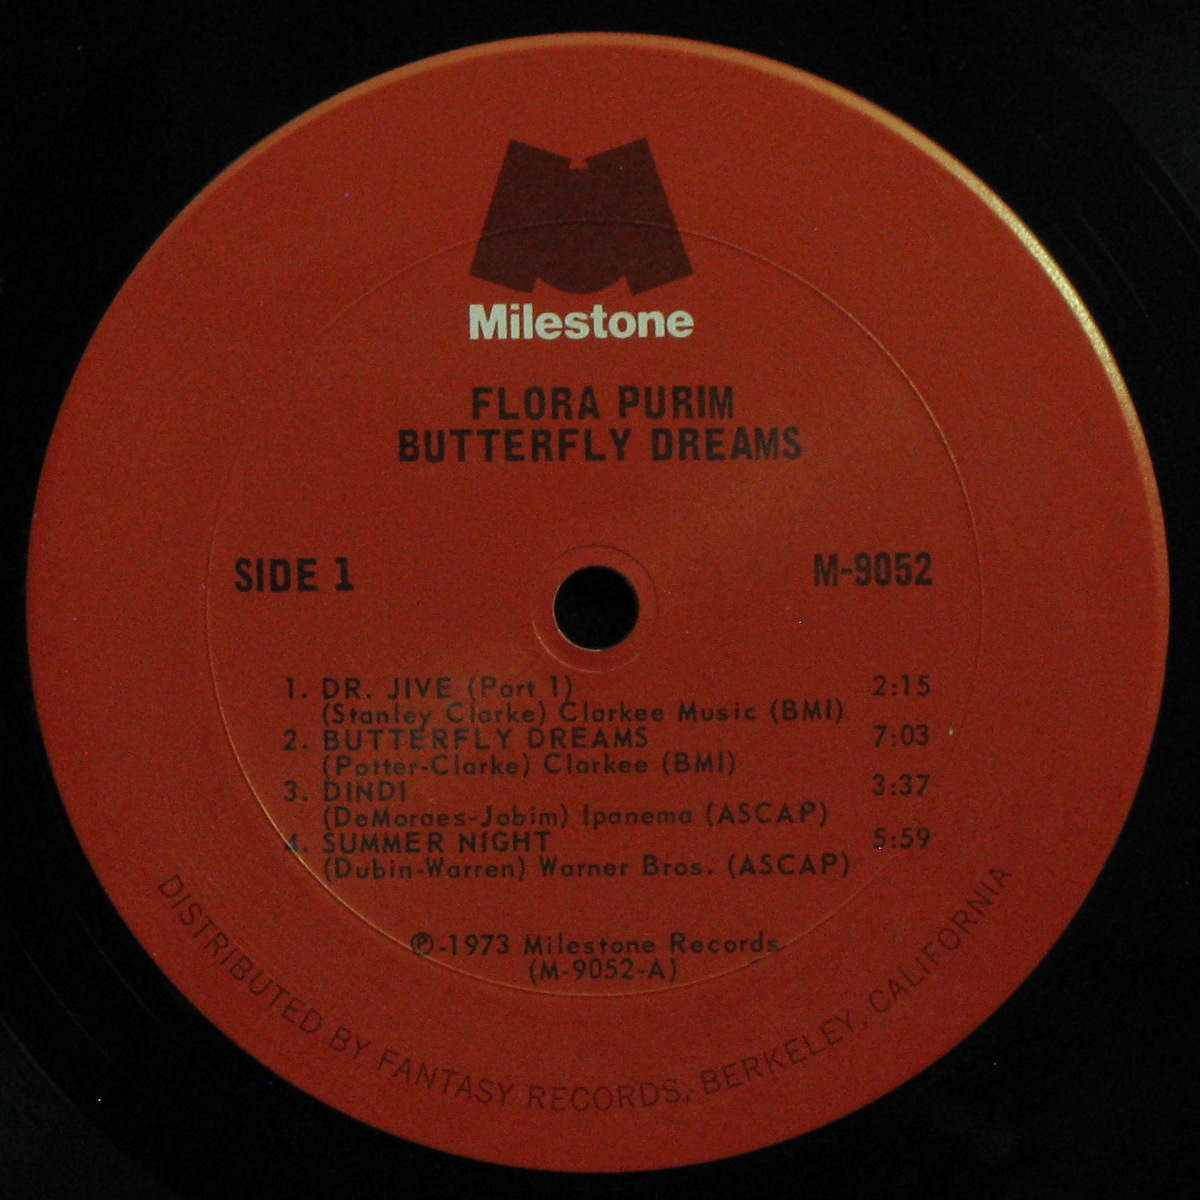 Milestone
FLORA PURIM
BUTTERFLY DREAMS
SIDE 1 M-9052
1. DR. JIVE (Part 1) 2:15
(Stanley Clarke) Clarkee Music (BMI)
2. BUTTERFLY DREAMS 7:03
(Potter-Clarke) Clarkee (BMI)
3. DINDI 3:37
(DeMoraes-Jobim) Ipanema (ASCAP)
4. SUMMER NIGHT 5:59
(Dubin-Warren) Warner Bros. (ASCAP)
℗-1973 Milestone Records
(M-9052-A)
DISTRIBUTED BY FANTASY RECORDS, BERKELEY, CALIFORNIA